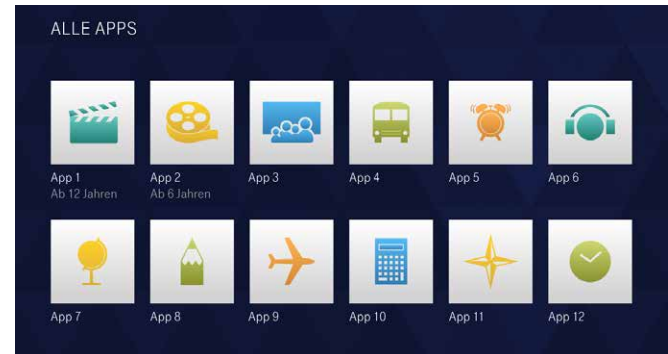 ALLE APPS
App 1
Ab 12 Jahren
App 2
Ab 6 Jahren
App 3
App 4
App 5
App 6
App 7
App 8
App 9
App 10
App 11
App 12